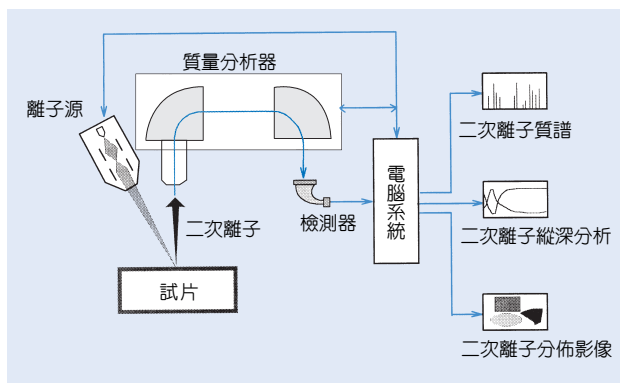 質量分析器
離子源
二次離子質譜
電腦系統
二次離子
檢測器
二次離子縱深分析
試片
二次離子分佈影像